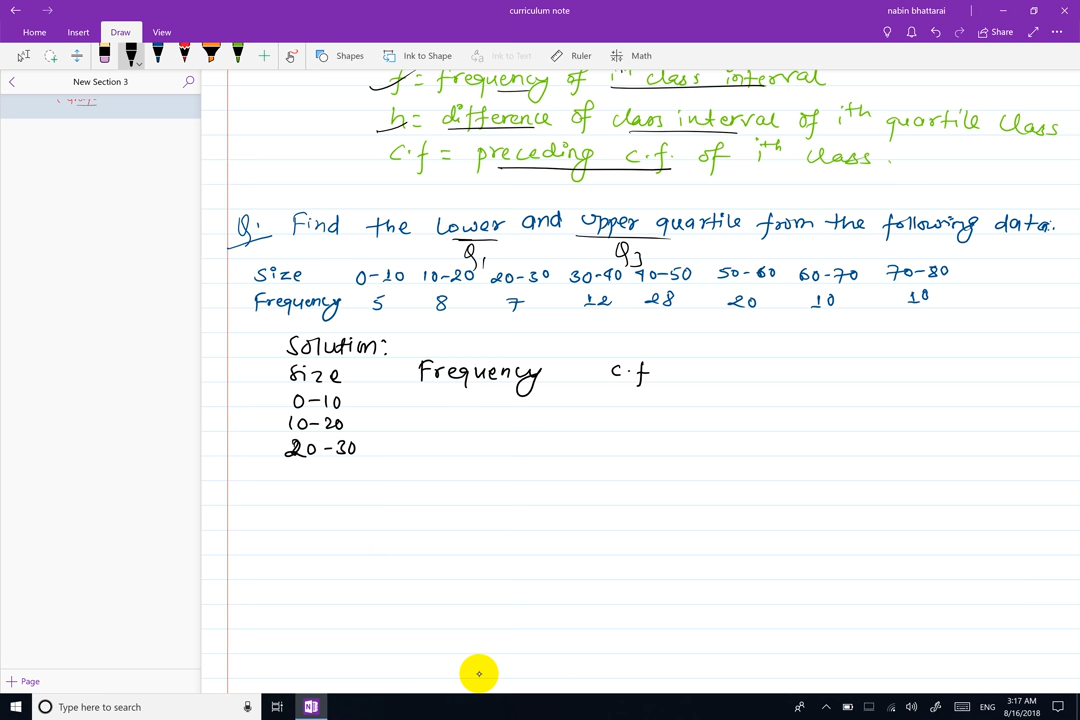 curriculum note
nabin bhattarai
Home Insert Draw View
Share
Shapes Ink to Shape Ink to Text Ruler Math
New Section 3
f = frequency of ith class interval
h = difference of class interval of ith quartile class
c.f = preceding c.f. of ith class.
Q. Find the lower and upper quartile from the following data.
Q1 Q3
Size 0-10 10-20 20-30 30-40 40-50 50-60 60-70 70-80
Frequency 5 8 7 12 28 20 10 10
Solution:
Size Frequency c.f
0-10
10-20
20-30
+ Page
Type here to search
ENG
3:17 AM
8/16/2018